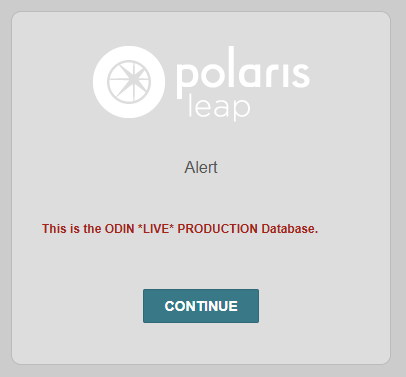 polaris
leap
Alert
This is the ODIN *LIVE* PRODUCTION Database.
CONTINUE